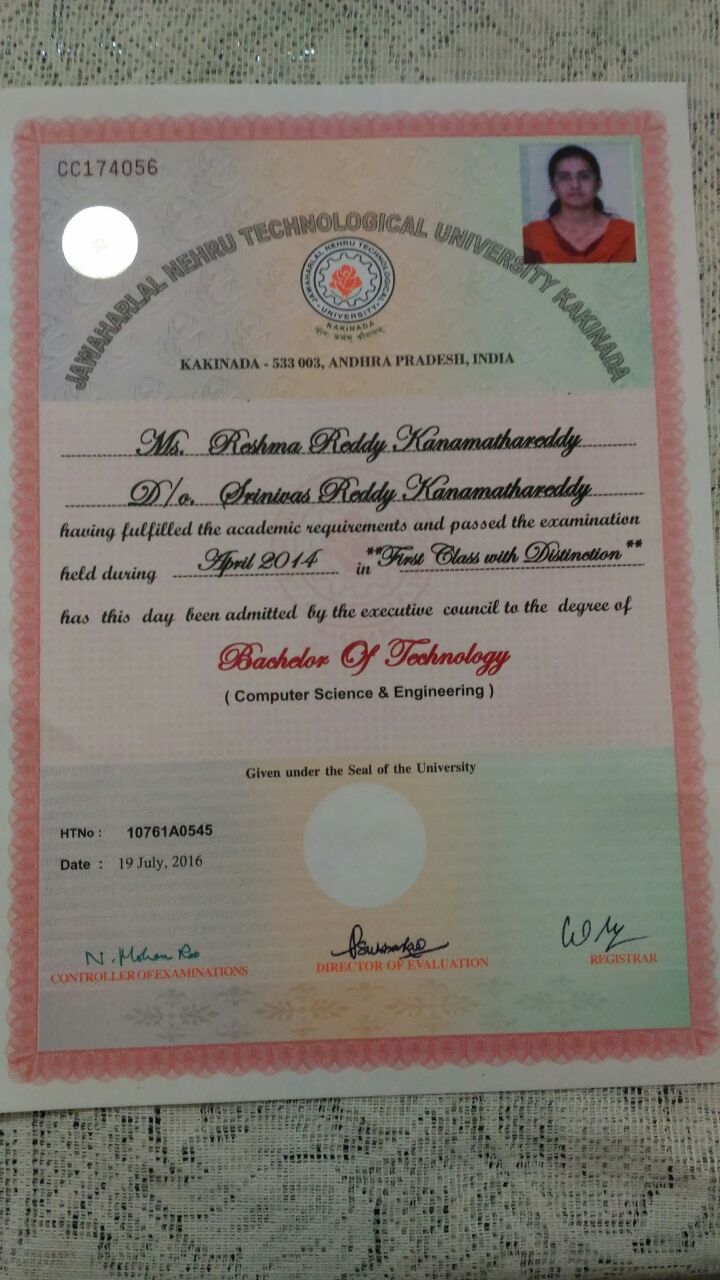 CC174056
JAWAHARLAL NEHRU TECHNOLOGICAL UNIVERSITY KAKINADA
JAWAHARLAL NEHRU TECHNOLOGICAL
UNIVERSITY
KAKINADA
KAKINADA - 533 003, ANDHRA PRADESH, INDIA
Ms. Reshma Reddy Kanamathareddy
D/o. Srinivas Reddy Kanamathareddy
having fulfilled the academic requirements and passed the examination
held during April 2014 in **First Class with Distinction **
has this day been admitted by the executive council to the degree of
Bachelor Of Technology
( Computer Science & Engineering )
Given under the Seal of the University
HTNo : 10761A0545
Date : 19 July, 2016
N. Mohan Rao
CONTROLLER OF EXAMINATIONS
DIRECTOR OF EVALUATION
REGISTRAR